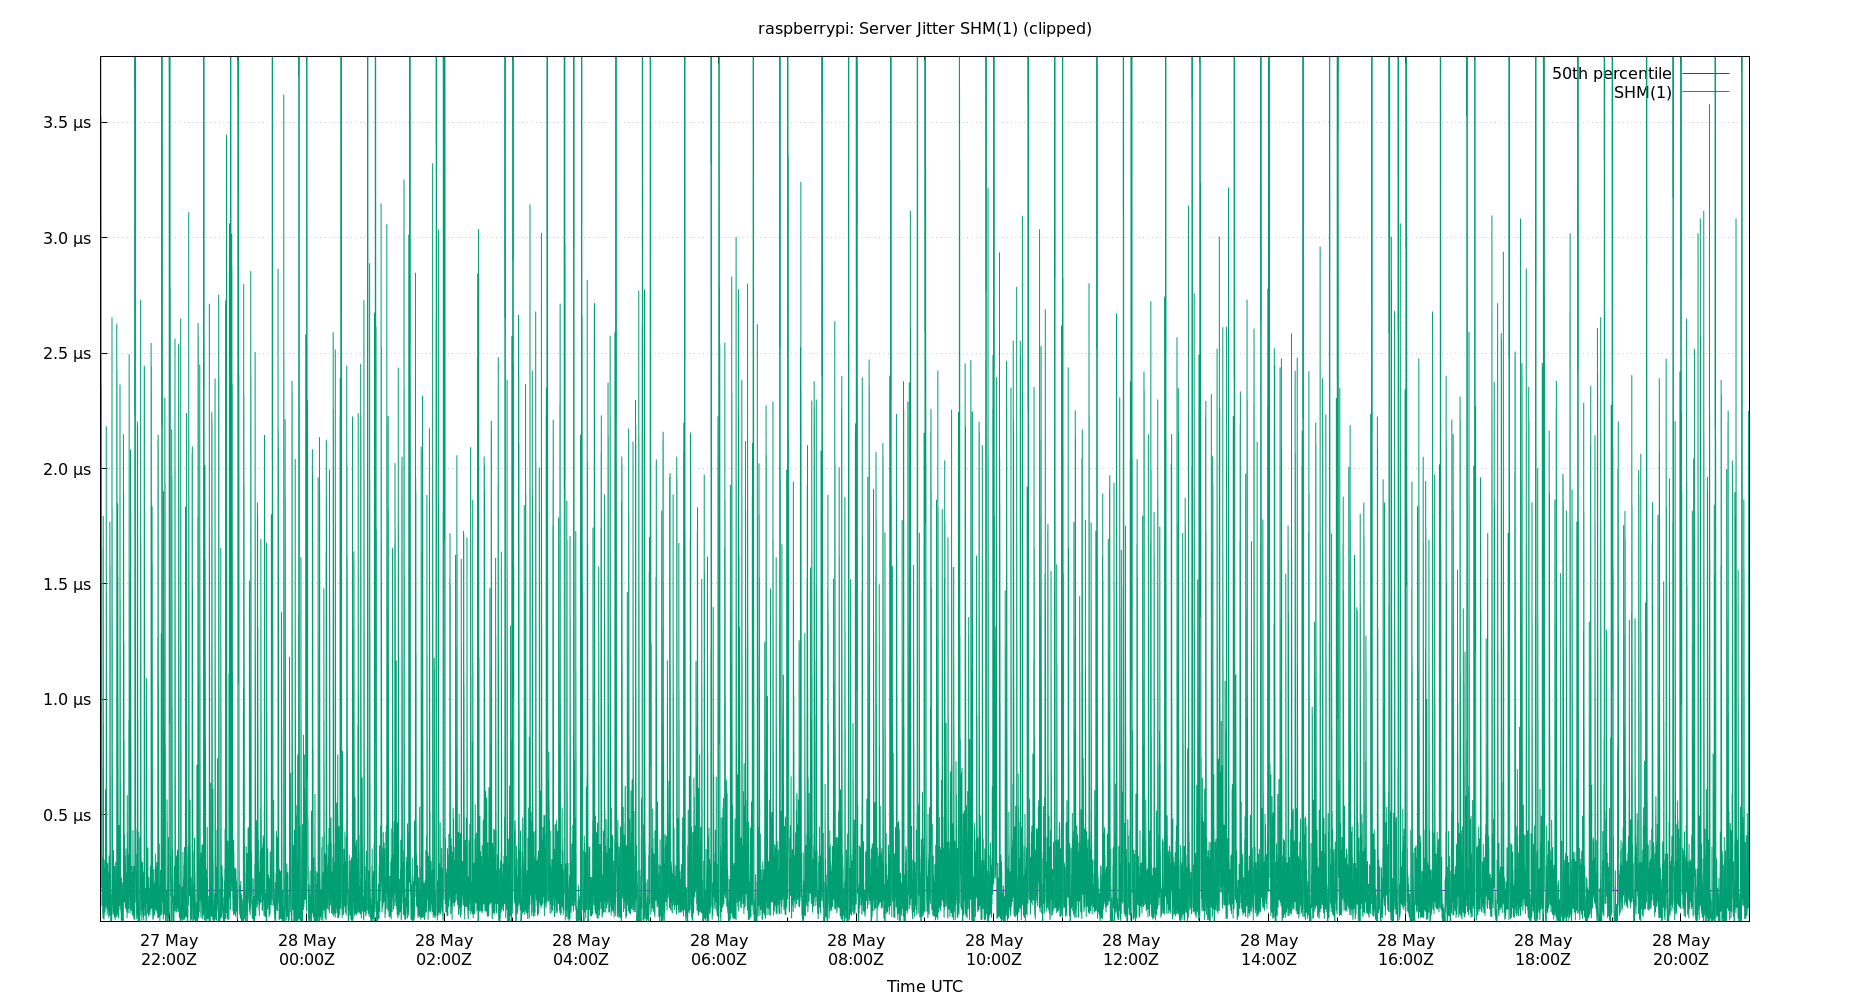 raspberrypi: Server Jitter SHM(1) (clipped)
50th percentile
SHM(1)
3.5 µs
3.0 µs
2.5 µs
2.0 µs
1.5 µs
1.0 µs
0.5 µs
27 May 28 May 28 May 28 May 28 May 28 May 28 May 28 May 28 May 28 May 28 May 28 May
22:00Z 00:00Z 02:00Z 04:00Z 06:00Z 08:00Z 10:00Z 12:00Z 14:00Z 16:00Z 18:00Z 20:00Z
Time UTC